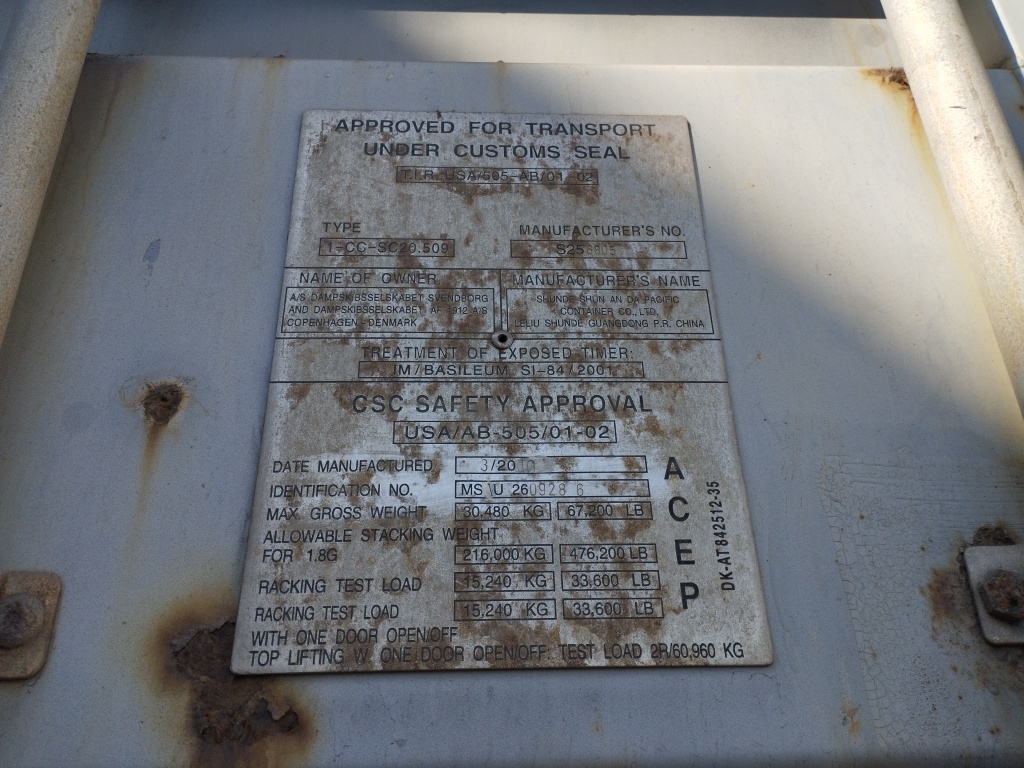 APPROVED FOR TRANSPORT
UNDER CUSTOMS SEAL
T.I.R. USA/505-AB/01-02
TYPE
MANUFACTURER'S NO.
1-CC-SC20.509
NAME OF OWNER
MANUFACTURER'S NAME
A/S DAMPSKIBSSELSKABET SVENDBORG
AND DAMPSKIBSSELSKABET AF 1912 A/S
COPENHAGEN-DENMARK
SHUNDE SHUN AN DA PACIFIC
CONTAINER CO., LTD,
LELIU SHUNDE GUANGDONG P.R. CHINA
TREATMENT OF EXPOSED TIMER:
IM/BASILEUM SI-84/2001
CSC SAFETY APPROVAL
USA/AB-505/01-02
DATE MANUFACTURED
IDENTIFICATION NO. MS U 260928 6
MAX GROSS WEIGHT 30,480 KG 67,200 LB
ALLOWABLE STACKING WEIGHT
FOR 1.8G 216,000 KG 476,200 LB
RACKING TEST LOAD 15,240 KG 33,600 LB
RACKING TEST LOAD 15,240 KG 33,600 LB
WITH ONE DOOR OPEN/OFF
TOP LIFTING W. ONE DOOR OPEN/OFF: TEST LOAD 2R/60,960 KG
ACEP
DK-AT 842512-35